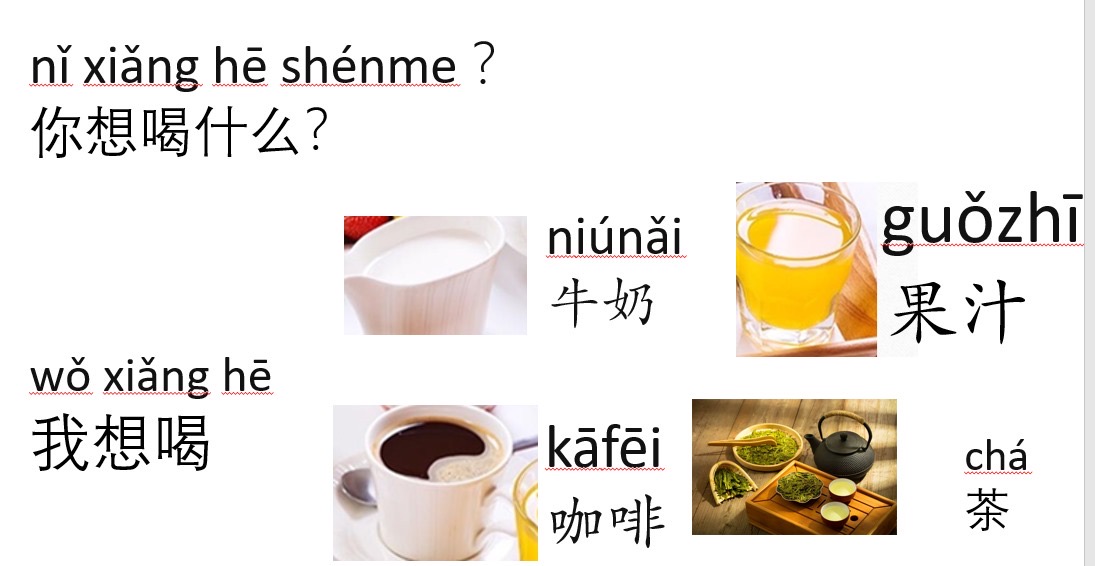 nǐ xiǎng hē shénme？
你想喝什么？
niúnǎi
牛奶
guǒzhī
果汁
wǒ xiǎng hē
我想喝
kāfēi
咖啡
chá
茶